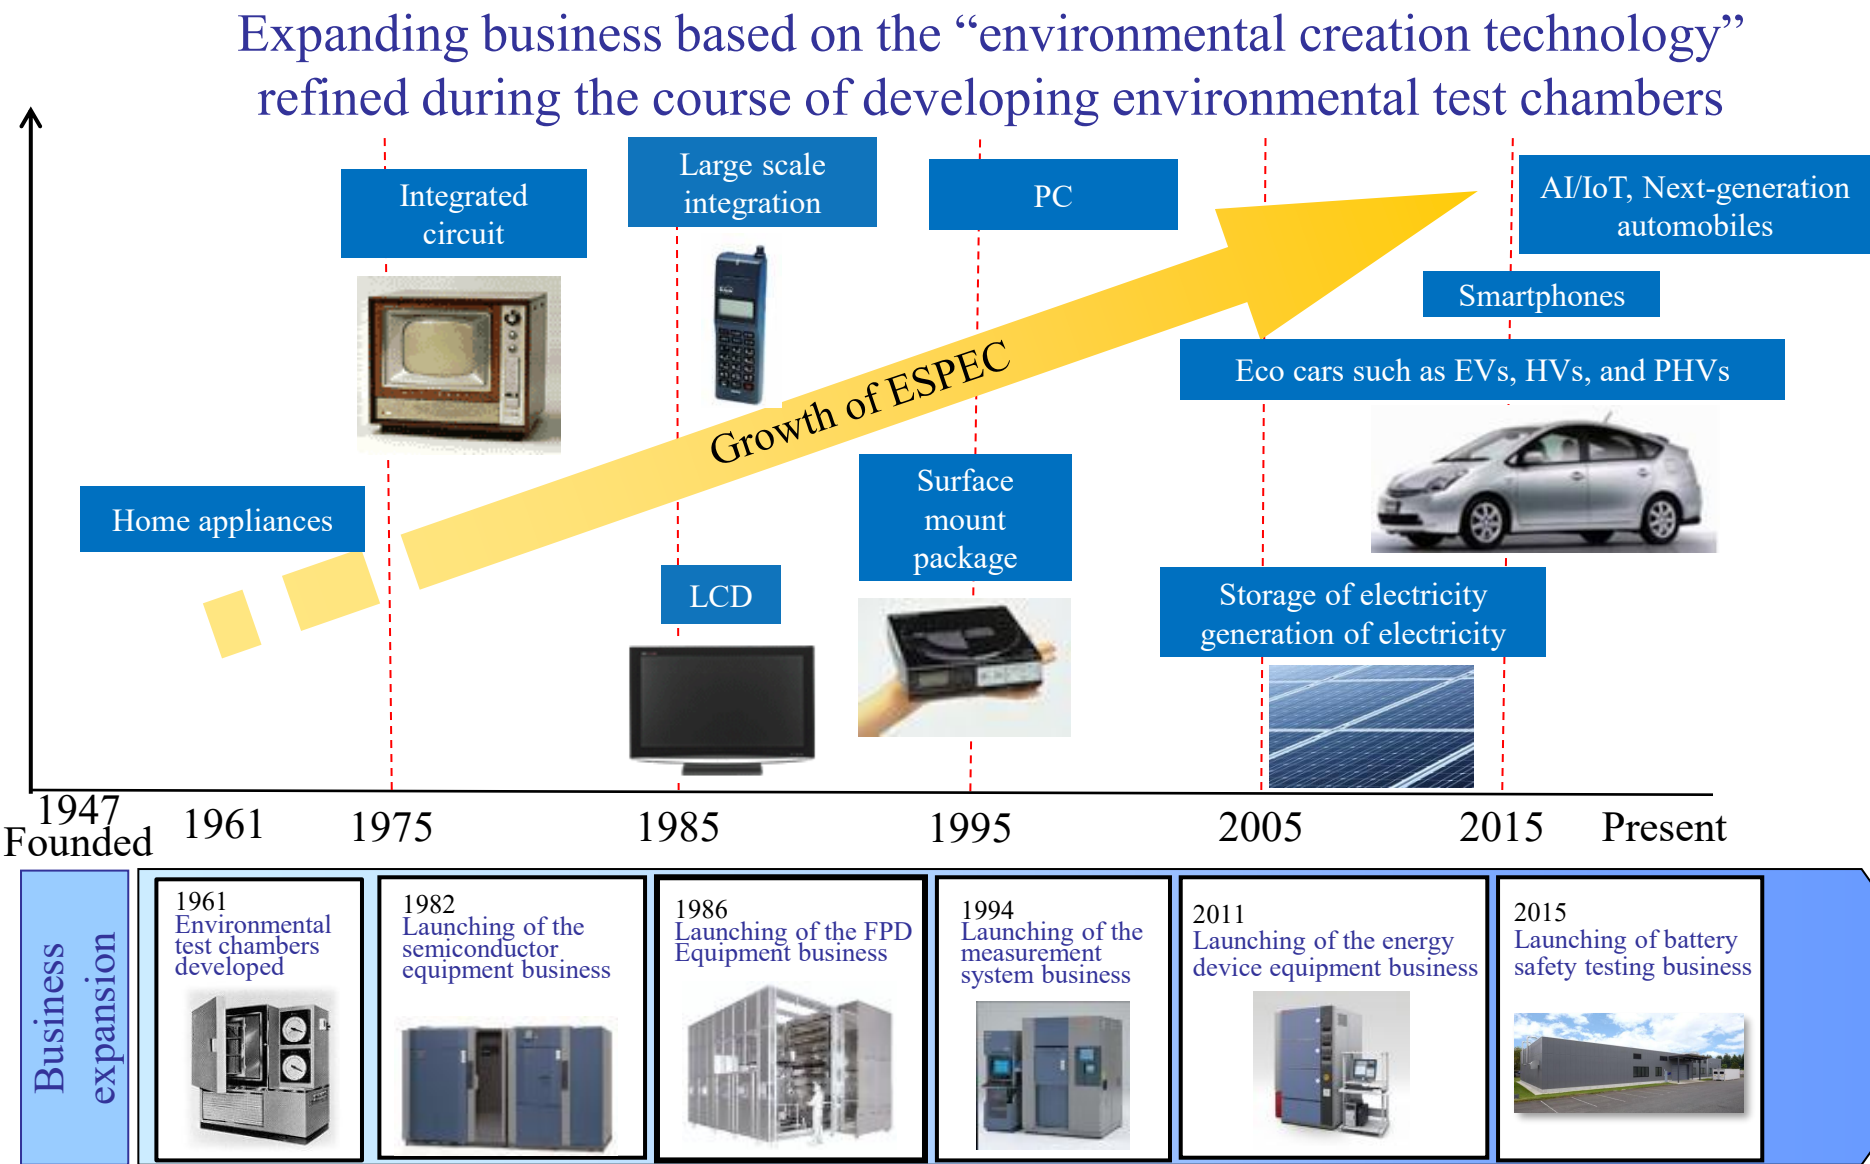 Expanding business based on the “environmental creation technology”
refined during the course of developing environmental test chambers
Integrated
circuit
Large scale
integration
PC
AI/IoT, Next-generation
automobiles
Smartphones
Eco cars such as EVs, HVs, and PHVs
Growth of ESPEC
Home appliances
Surface
mount
package
LCD
Storage of electricity
generation of electricity
1947
Founded
1961
1975
1985
1995
2005
2015
Present
Business
expansion
1961
Environmental
test chambers
developed
1982
Launching of the
semiconductor
equipment business
1986
Launching of the FPD
Equipment business
1994
Launching of the
measurement
system business
2011
Launching of the energy
device equipment business
2015
Launching of battery
safety testing business